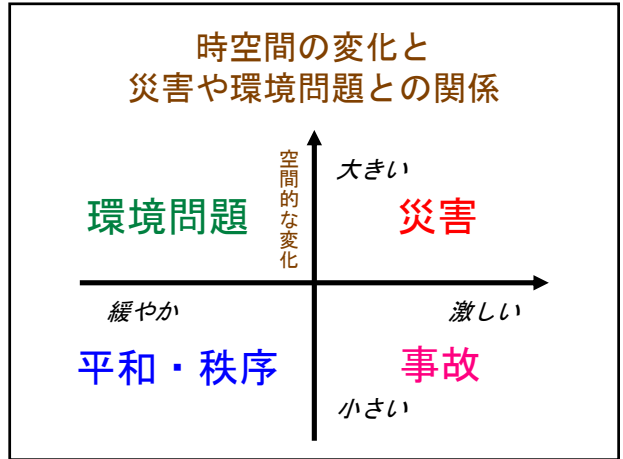 時空間の変化と
災害や環境問題との関係
空間的な変化
大きい
環境問題
災害
緩やか
激しい
平和・秩序
事故
小さい